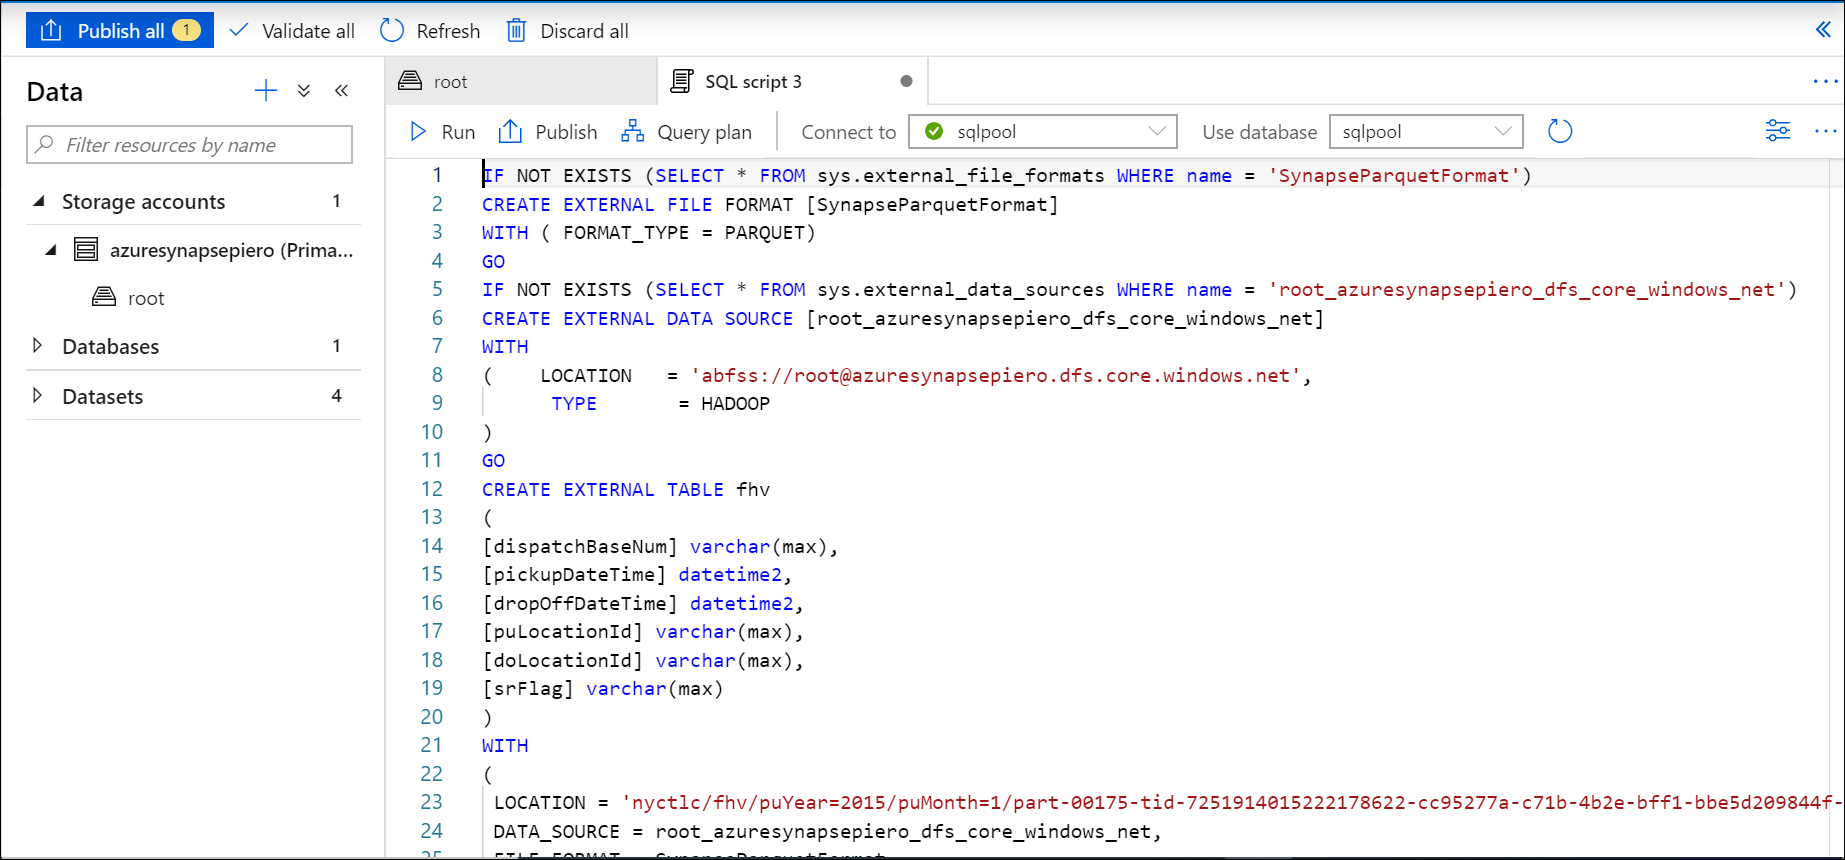 Publish all 1 Validate all Refresh Discard all
Data
Filter resources by name
Storage accounts 1
azuresynapsepiero (Prima...
root
Databases 1
Datasets 4
root SQL script 3
Run Publish Query plan Connect to sqlpool Use database sqlpool
1 IF NOT EXISTS (SELECT * FROM sys.external_file_formats WHERE name = 'SynapseParquetFormat')
2 CREATE EXTERNAL FILE FORMAT [SynapseParquetFormat]
3 WITH ( FORMAT_TYPE = PARQUET)
4 GO
5 IF NOT EXISTS (SELECT * FROM sys.external_data_sources WHERE name = 'root_azuresynapsepiero_dfs_core_windows_net')
6 CREATE EXTERNAL DATA SOURCE [root_azuresynapsepiero_dfs_core_windows_net]
7 WITH
8 ( LOCATION = 'abfss://root@azuresynapsepiero.dfs.core.windows.net',
9 TYPE = HADOOP
10 )
11 GO
12 CREATE EXTERNAL TABLE fhv
13 (
14 [dispatchBaseNum] varchar(max),
15 [pickupDateTime] datetime2,
16 [dropOffDateTime] datetime2,
17 [puLocationId] varchar(max),
18 [doLocationId] varchar(max),
19 [srFlag] varchar(max)
20 )
21 WITH
22 (
23 LOCATION = 'nyctlc/fhv/puYear=2015/puMonth=1/part-00175-tid-7251914015222178622-cc95277a-c71b-4b2e-bff1-bbe5d209844f-
24 DATA_SOURCE = root_azuresynapsepiero_dfs_core_windows_net,
25 FILE_FORMAT = SynapseParquetFormat